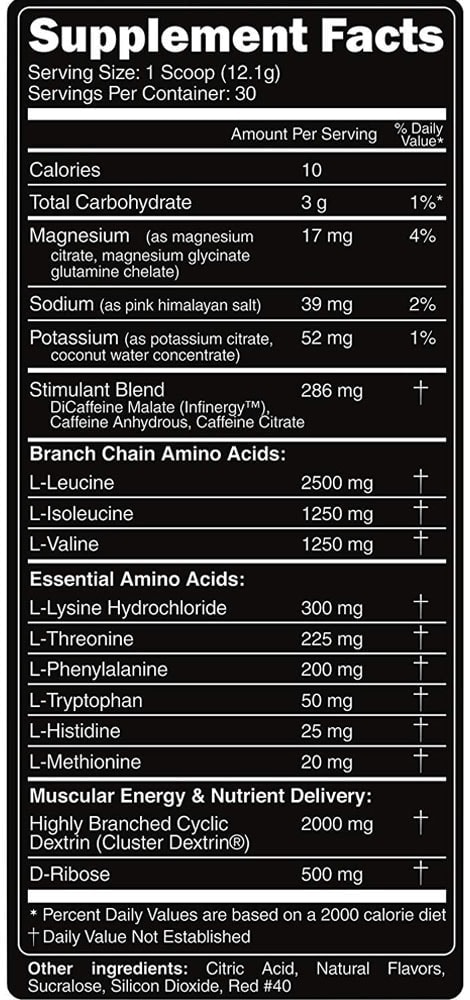 Supplement Facts
Serving Size: 1 Scoop (12.1g)
Servings Per Container: 30
Amount Per Serving % Daily Value*
Calories 10
Total Carbohydrate 3 g 1%*
Magnesium (as magnesium 17 mg 4%
citrate, magnesium glycinate
glutamine chelate)
Sodium (as pink himalayan salt) 39 mg 2%
Potassium (as potassium citrate, 52 mg 1%
coconut water concentrate)
Stimulant Blend 286 mg †
DiCaffeine Malate (Infinergy™),
Caffeine Anhydrous, Caffeine Citrate
Branch Chain Amino Acids:
L-Leucine 2500 mg †
L-Isoleucine 1250 mg †
L-Valine 1250 mg †
Essential Amino Acids:
L-Lysine Hydrochloride 300 mg †
L-Threonine 225 mg †
L-Phenylalanine 200 mg †
L-Tryptophan 50 mg †
L-Histidine 25 mg †
L-Methionine 20 mg †
Muscular Energy & Nutrient Delivery:
Highly Branched Cyclic 2000 mg †
Dextrin (Cluster Dextrin®)
D-Ribose 500 mg †
* Percent Daily Values are based on a 2000 calorie diet
† Daily Value Not Established
Other ingredients: Citric Acid, Natural Flavors,
Sucralose, Silicon Dioxide, Red #40